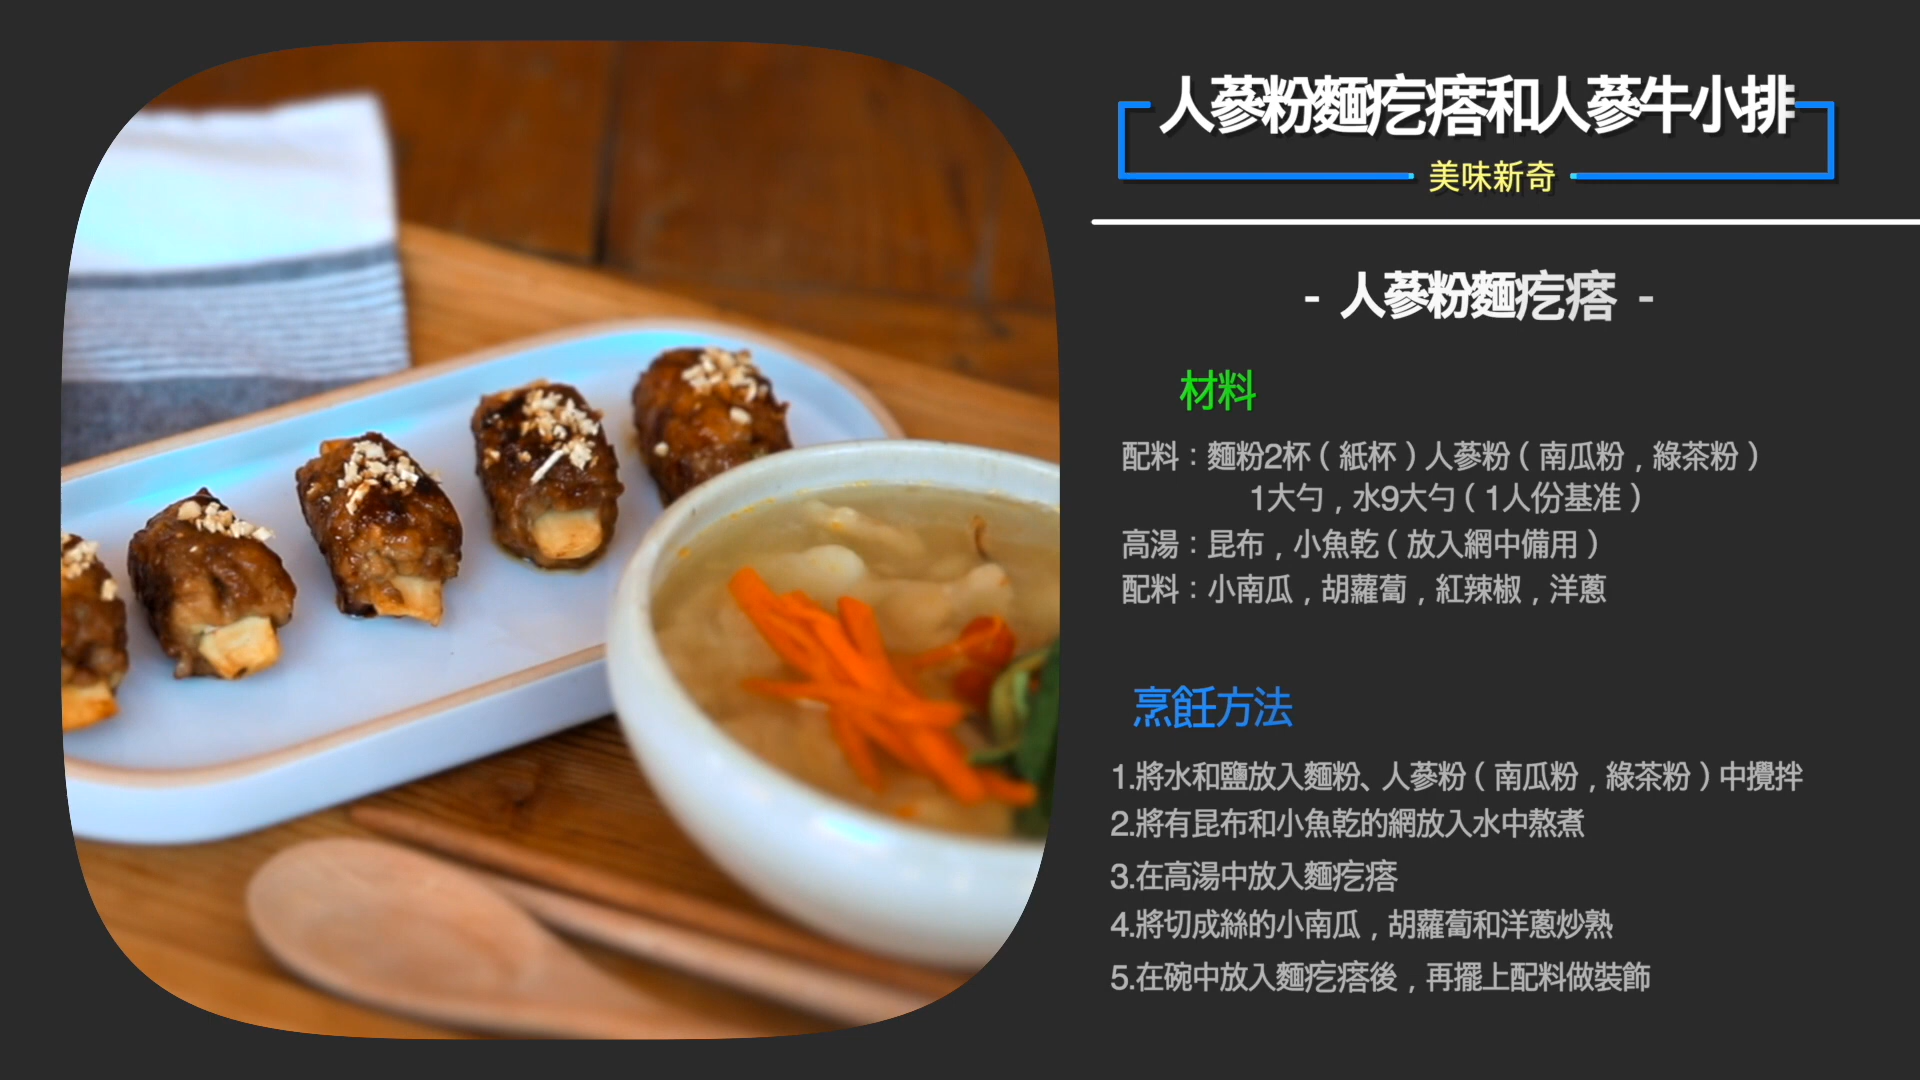 人蔘粉麵疙瘩和人蔘牛小排
美味新奇
- 人蔘粉麵疙瘩 -
材料
配料：麵粉2杯（紙杯）人蔘粉（南瓜粉，綠茶粉）
1大勺，水9大勺（1人份基准）
高湯：昆布，小魚乾（放入網中備用）
配料：小南瓜，胡蘿蔔，紅辣椒，洋蔥
烹飪方法
1.將水和鹽放入麵粉、人蔘粉（南瓜粉，綠茶粉）中攪拌
2.將有昆布和小魚乾的網放入水中熬煮
3.在高湯中放入麵疙瘩
4.將切成絲的小南瓜，胡蘿蔔和洋蔥炒熟
5.在碗中放入麵疙瘩後，再擺上配料做裝飾